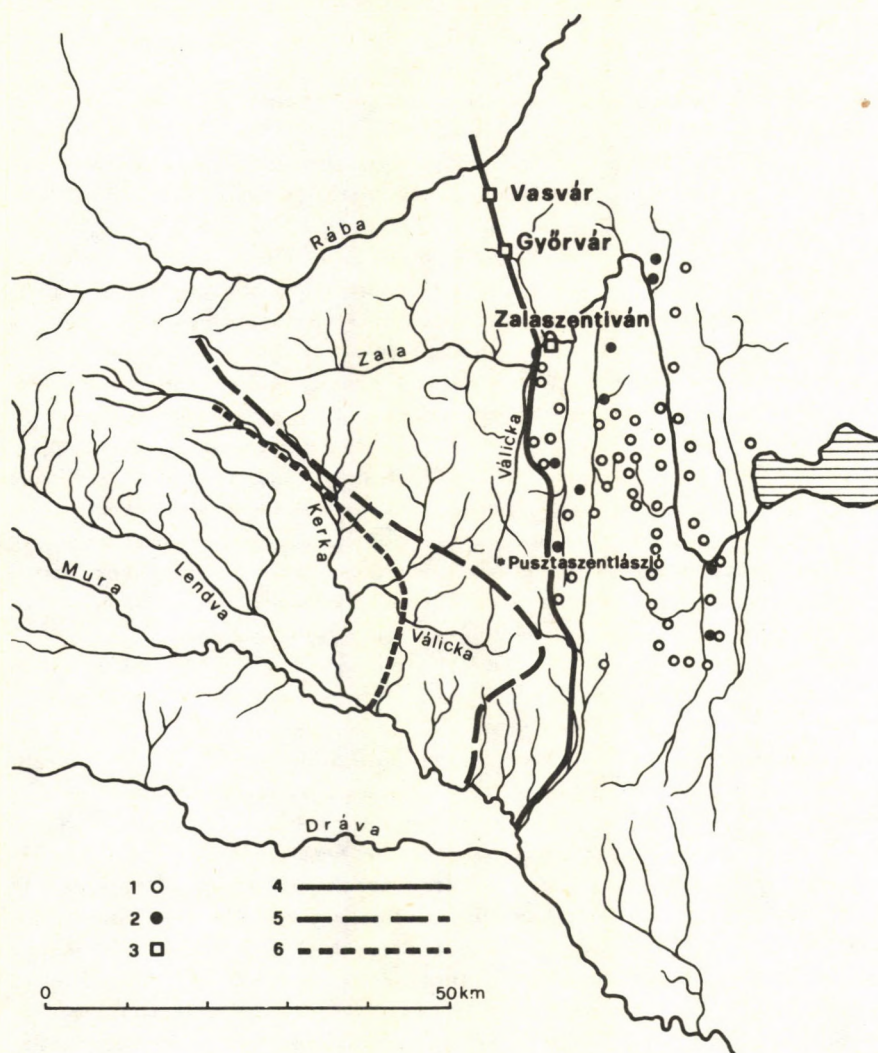 Vasvár
Rába
Győrvár
Zalaszentiván
Zala
Válicka
Kerka
Pusztaszentlászló
Mura
Lendva
Válicka
Dráva
1 4
2 5
3 6
0 50km